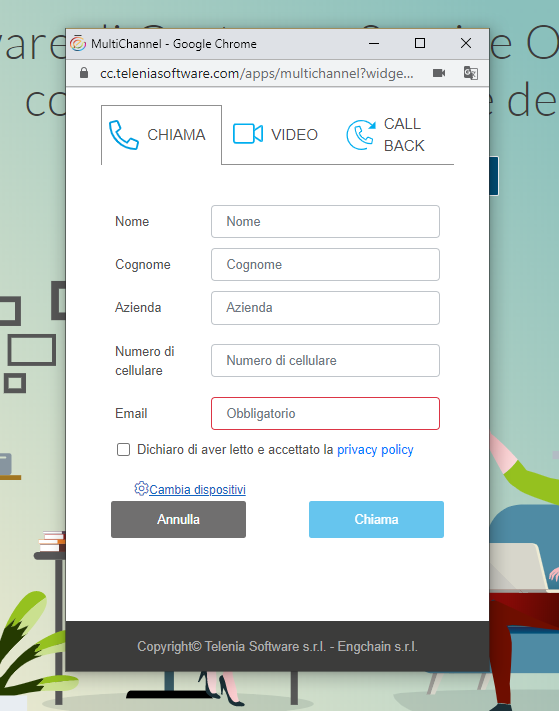 MultiChannel - Google Chrome
cc.teleniasoftware.com/apps/multichannel?widge...
CHIAMA
VIDEO
CALL
BACK
Nome
Nome
Cognome
Cognome
Azienda
Azienda
Numero di
cellulare
Numero di cellulare
Email
Obbligatorio
Dichiaro di aver letto e accettato la privacy policy
Cambia dispositivi
Annulla
Chiama
Copyright© Telenia Software s.r.l. - Engchain s.r.l.